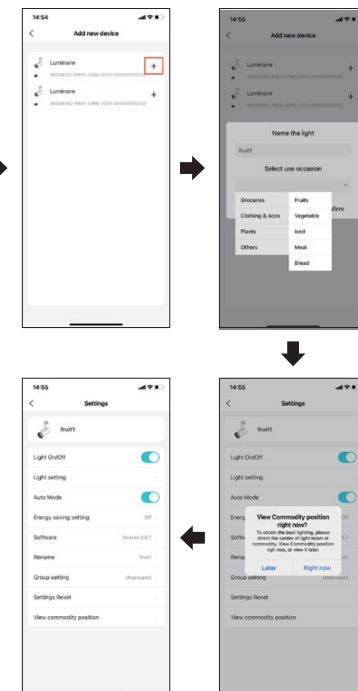 14:54
Add new device
Luminaire
Luminaire
14:55
Add new device
Luminaire
Luminaire
Name the light
fruit1
Select use occasion
Groceries
Clothing & Accs
Plants
Others
Fruits
Vegetable
Iced
Meat
Bread
14:55
Settings
fruit1
Light On/Off
Light setting
Auto Mode
View Commodity position
right now?
To obtain the best lighting, please
direct the center of light beam at
commodity. View Commodity position
right now, or view it later.
Later
Right now
Group setting
Ungrouped
Settings Reset
View commodity position
14:55
Settings
fruit1
Light On/Off
Light setting
Auto Mode
Energy saving setting
Off
Software
Version 0.6.7
Rename
fruit1
Group setting
Ungrouped
Settings Reset
View commodity position